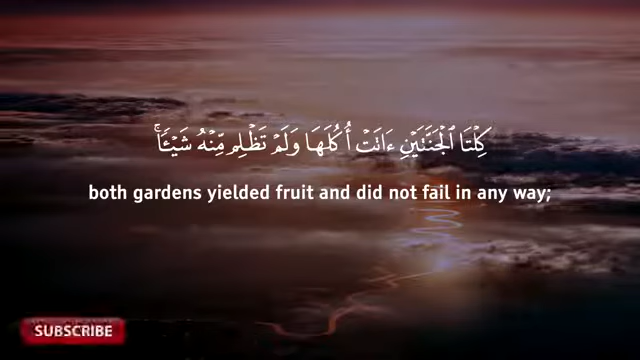 كِلۡتَا ٱلۡجَنَّتَيۡنِ ءَاتَتۡ أُكُلَهَا وَلَمۡ تَظۡلِم مِّنۡهُ شَيۡـٔٗاۚ
both gardens yielded fruit and did not fail in any way;
SUBSCRIBE